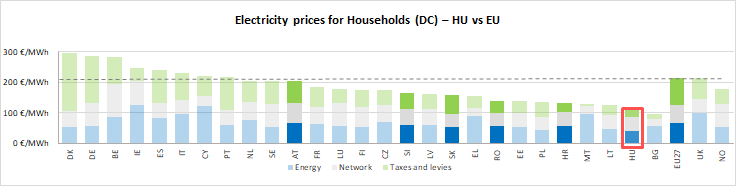 Electricity prices for Households (DC) – HU vs EU
300 €/MWh
200 €/MWh
100 €/MWh
0 €/MWh
DK DE BE IE ES IT CY PT NL SE AT FR LU FI CZ SI LV SK EL RO EE PL HR MT LT HU BG EU27 UK NO
Energy Network Taxes and levies